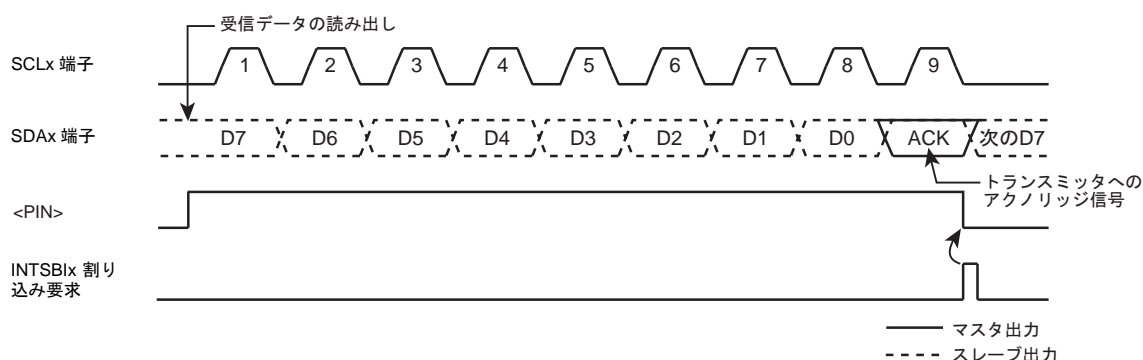 受信データの読み出し
SCLx 端子
1 2 3 4 5 6 7 8 9
SDAx 端子
D7 D6 D5 D4 D3 D2 D1 D0 ACK 次のD7
トランスミッタへの
アクノリッジ信号
<PIN>
INTSBIx 割り
込み要求
マスタ出力
スレーブ出力